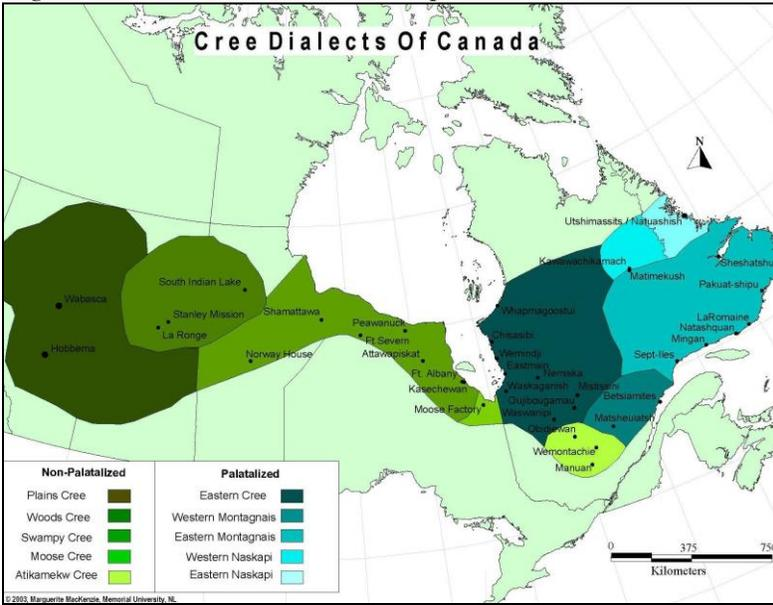 Cree Dialects Of Canada
N
Utshimassits / Natuashish
Kawawachikamach
Sheshatshu
Matimekush
South Indian Lake
Pakuat-shipu
Wabasca
Whapmagoostui
Stanley Mission
Shamattawa
Peawanuck
LaRomaine
La Ronge
Natashquan
Chisasibi
Ft Severn
Mingan
Hobbema
Norway House
Attawapiskat
Wemindji
Sept-Iles
Eastmain
Ft. Albany
Nemiska
Kasechewan
Waskaganish
Mistissini
Betsiamites
Oujibougamau
Moose Factory
Waswanipi
Matsheuiatsh
Obidjewan
Wemontachie
Manuan
Non-Palatalized
Plains Cree
Woods Cree
Swampy Cree
Moose Cree
Atikamekw Cree
Palatalized
Eastern Cree
Western Montagnais
Eastern Montagnais
Western Naskapi
Eastern Naskapi
0 375 750
Kilometers
© 2003, Marguerite MacKenzie, Memorial University, NL